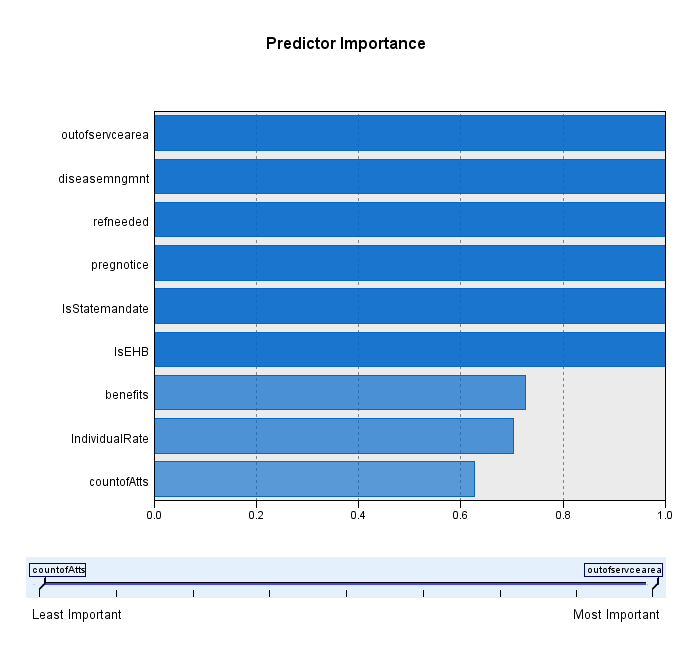 Predictor Importance
outofservcearea
diseasemngmnt
refneeded
pregnotice
IsStatemandate
IsEHB
benefits
IndividualRate
countofAtts
0.0 0.2 0.4 0.6 0.8 1.0
countofAtts outofservcearea
Least Important Most Important